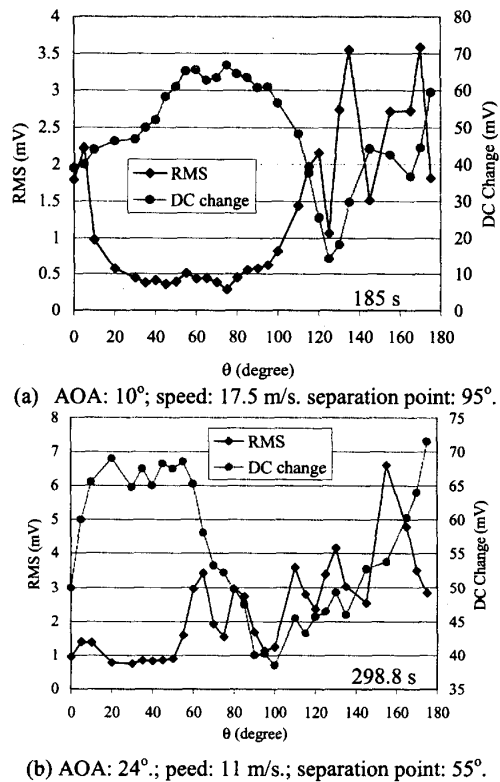 4
3.5
3
2.5
2
1.5
1
0.5
0
RMS (mV)
80
70
60
50
40
30
20
10
0
DC Change (mV)
RMS
DC change
185 s
0 20 40 60 80 100 120 140 160 180
θ (degree)
(a) AOA: 10°; speed: 17.5 m/s. separation point: 95°.
8
7
6
5
4
3
2
1
0
RMS (mV)
75
70
65
60
55
50
45
40
35
DC Change (mV)
RMS
DC change
298.8 s
0 20 40 60 80 100 120 140 160 180
θ (degree)
(b) AOA: 24°.; peed: 11 m/s.; separation point: 55°.